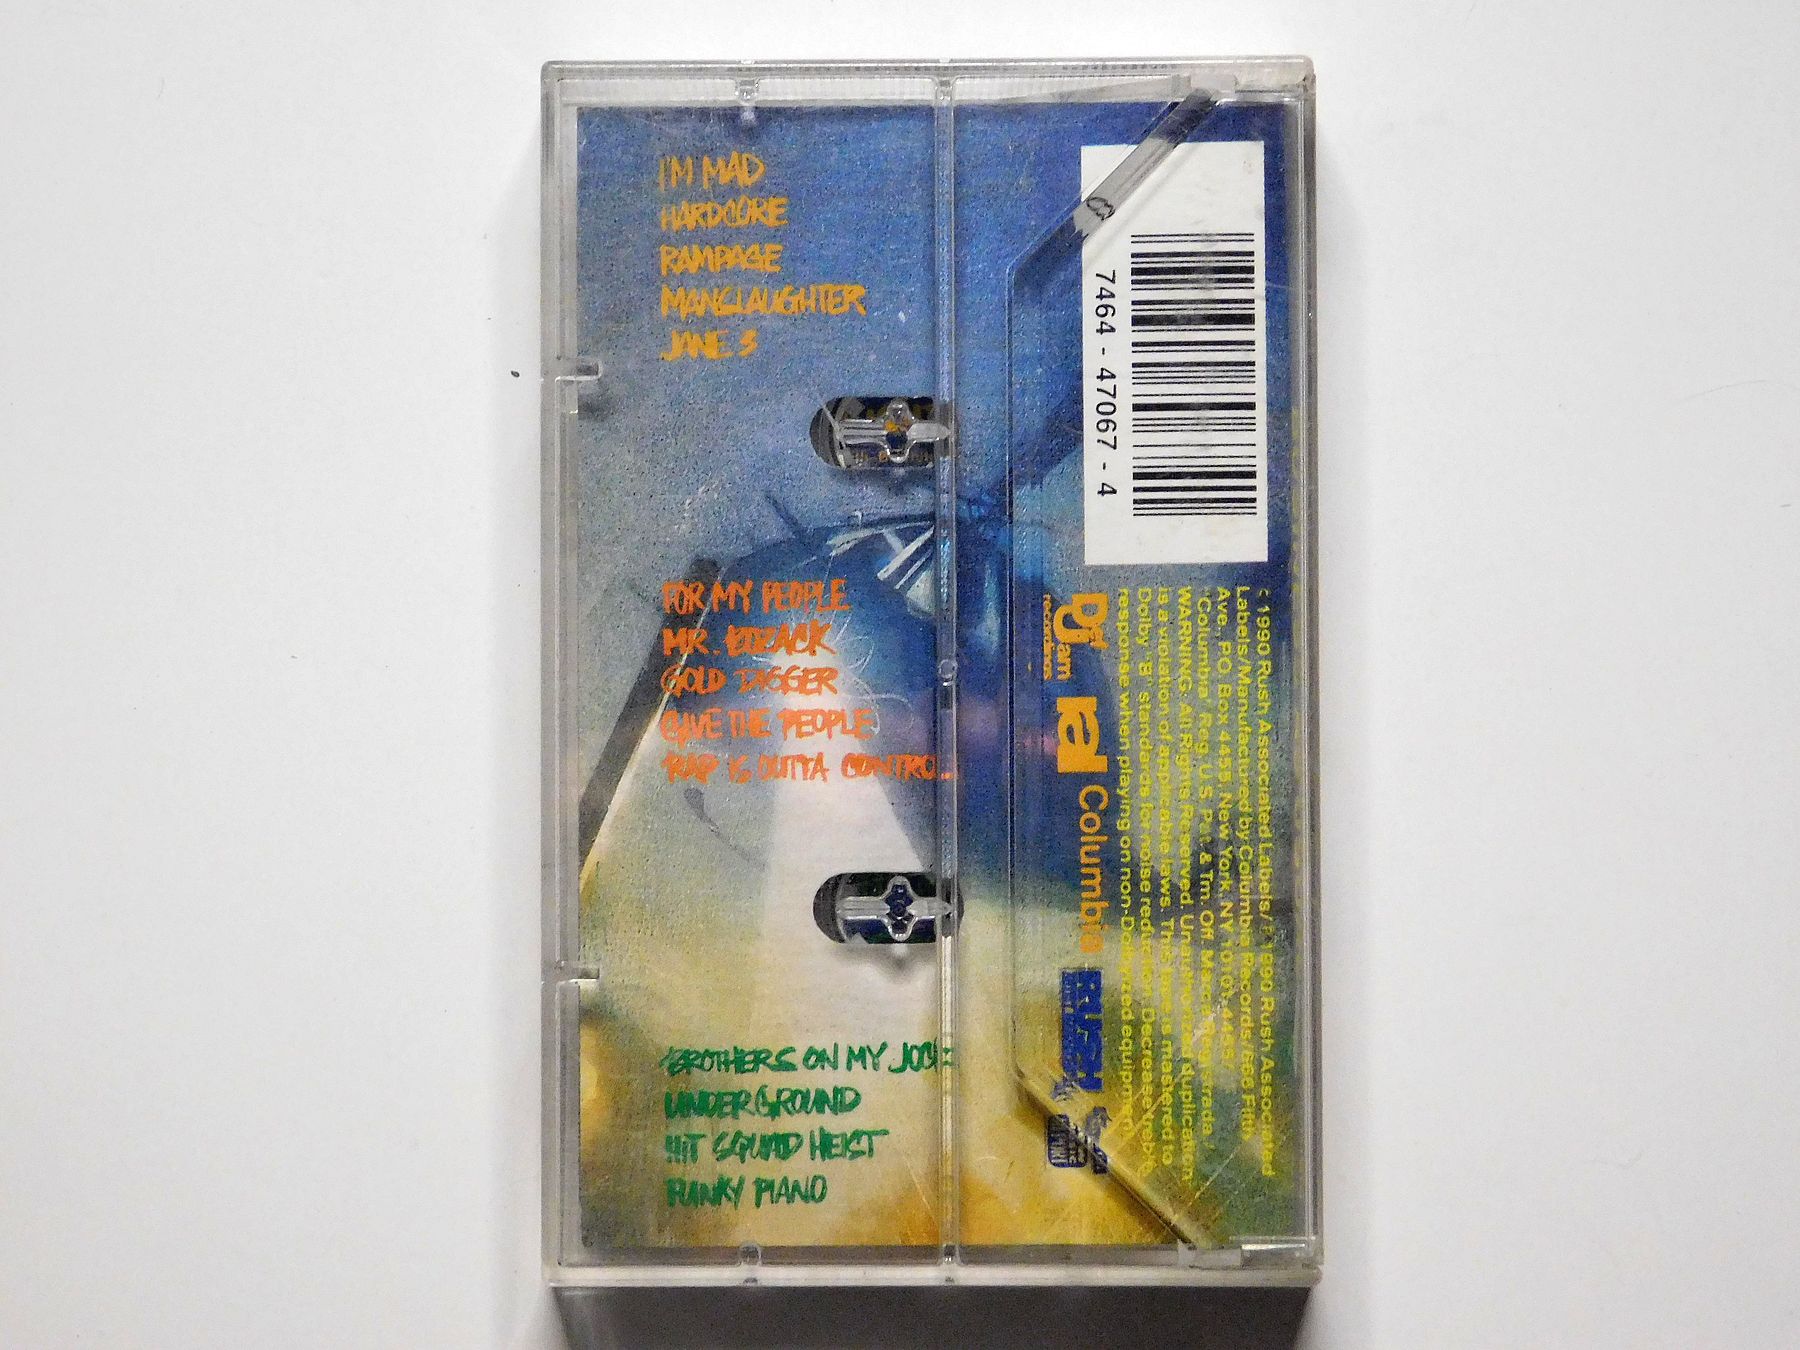 I'M MAD
HARDCORE
RAMPAGE
MANSLAUGHTER
JANE 3
FOR MY PEOPLE
MR. BOZACK
GOLD DIGGER
GIVE THE PEOPLE
RAP IS OUTTA CONTROL
BROTHERS ON MY JOCK
UNDERGROUND
HIT SQUAD HEIST
FUNKY PIANO
7464 - 47067 - 4
1990 Rush Associated Labels/ P 1990 Rush Associated
Labels/Manufactured by Columbia Records/666 Fifth
Ave., P.O. Box 4455, New York, NY 10101-4455/
"Columbia" Reg. U.S. Pat. & Tm. Off. Marca Registrada./
WARNING: All Rights Reserved. Unauthorized duplication
is a violation of applicable laws. This tape is mastered to
Dolby "B" standards for noise reduction. Decrease treble
response when playing on non-Dolbyized equipment.
Def Jam
recordings
ral
Columbia
RUSH